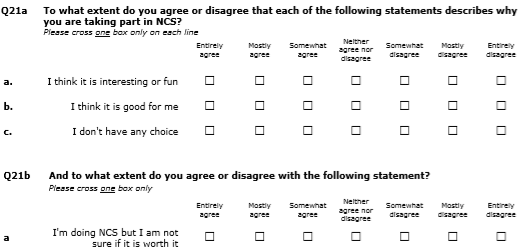 Q21a To what extent do you agree or disagree that each of the following statements describes why
you are taking part in NCS?
Please cross one box only on each line
Entirely agree Mostly agree Somewhat agree Neither agree nor disagree Somewhat disagree Mostly disagree Entirely disagree
a. I think it is interesting or fun ☐ ☐ ☐ ☐ ☐ ☐ ☐
b. I think it is good for me ☐ ☐ ☐ ☐ ☐ ☐ ☐
c. I don't have any choice ☐ ☐ ☐ ☐ ☐ ☐ ☐
Q21b And to what extent do you agree or disagree with the following statement?
Please cross one box only
Entirely agree Mostly agree Somewhat agree Neither agree nor disagree Somewhat disagree Mostly disagree Entirely disagree
a I'm doing NCS but I am not
sure if it is worth it ☐ ☐ ☐ ☐ ☐ ☐ ☐